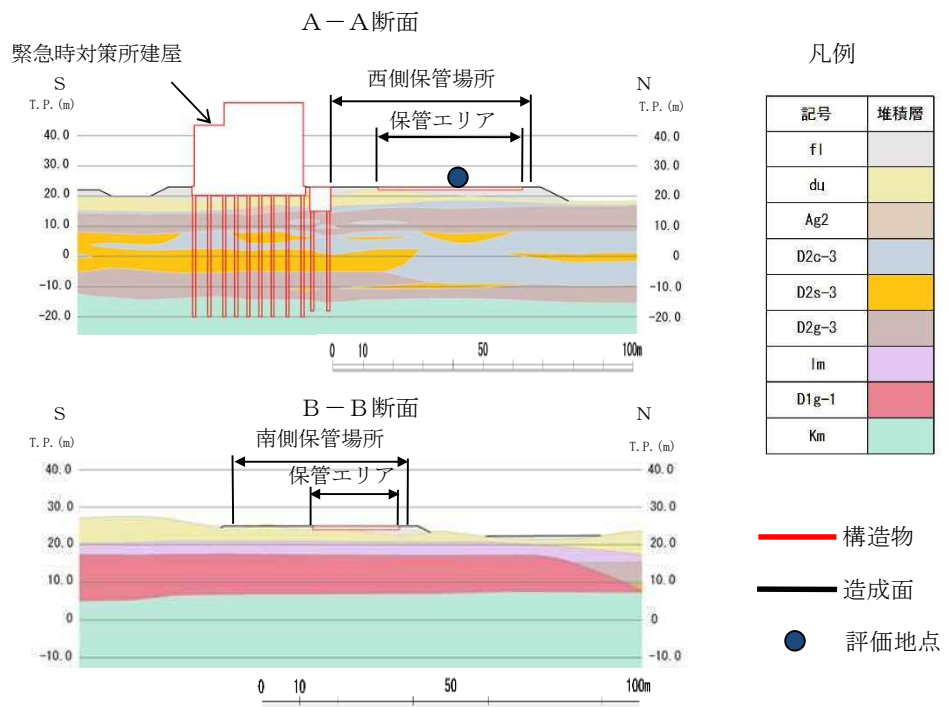 A－A断面
緊急時対策所建屋
凡例
S
西側保管場所
N
T.P.(m)
T.P.(m)
保管エリア
40.0
40.0
30.0
30.0
20.0
20.0
10.0
10.0
0
0
-10.0
-10.0
-20.0
-20.0
0 10 50 100m
記号 堆積層
fl
du
Ag2
D2c-3
D2s-3
D2g-3
lm
D1g-1
Km
B－B断面
S
N
南側保管場所
T.P.(m)
T.P.(m)
保管エリア
40.0
40.0
30.0
30.0
20.0
20.0
10.0
10.0
0
0
-10.0
-10.0
0 10 50 100m
構造物
造成面
評価地点